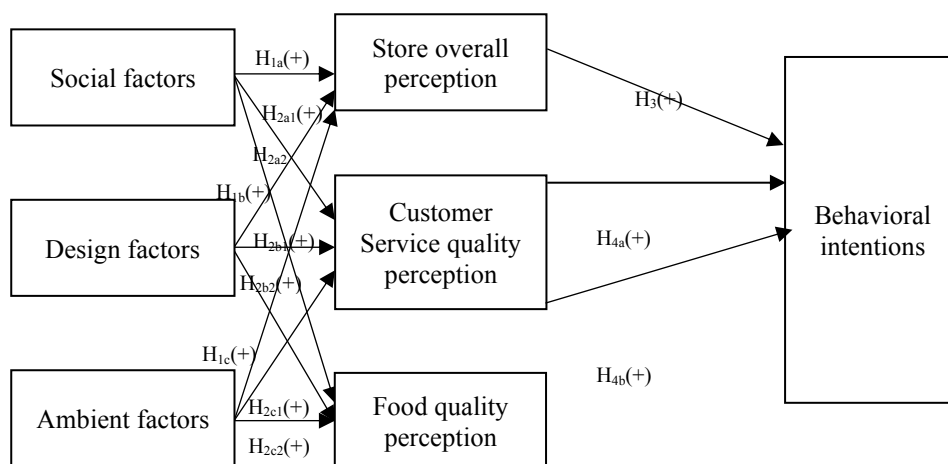 Social factors
Design factors
Ambient factors
H1a(+)
H2a1(+)
H2a2
H1b(+)
H2b1(+)
H2b2(+)
H1c(+)
H2c1(+)
H2c2(+)
Store overall
perception
Customer
Service quality
perception
Food quality
perception
H3(+)
H4a(+)
H4b(+)
Behavioral
intentions